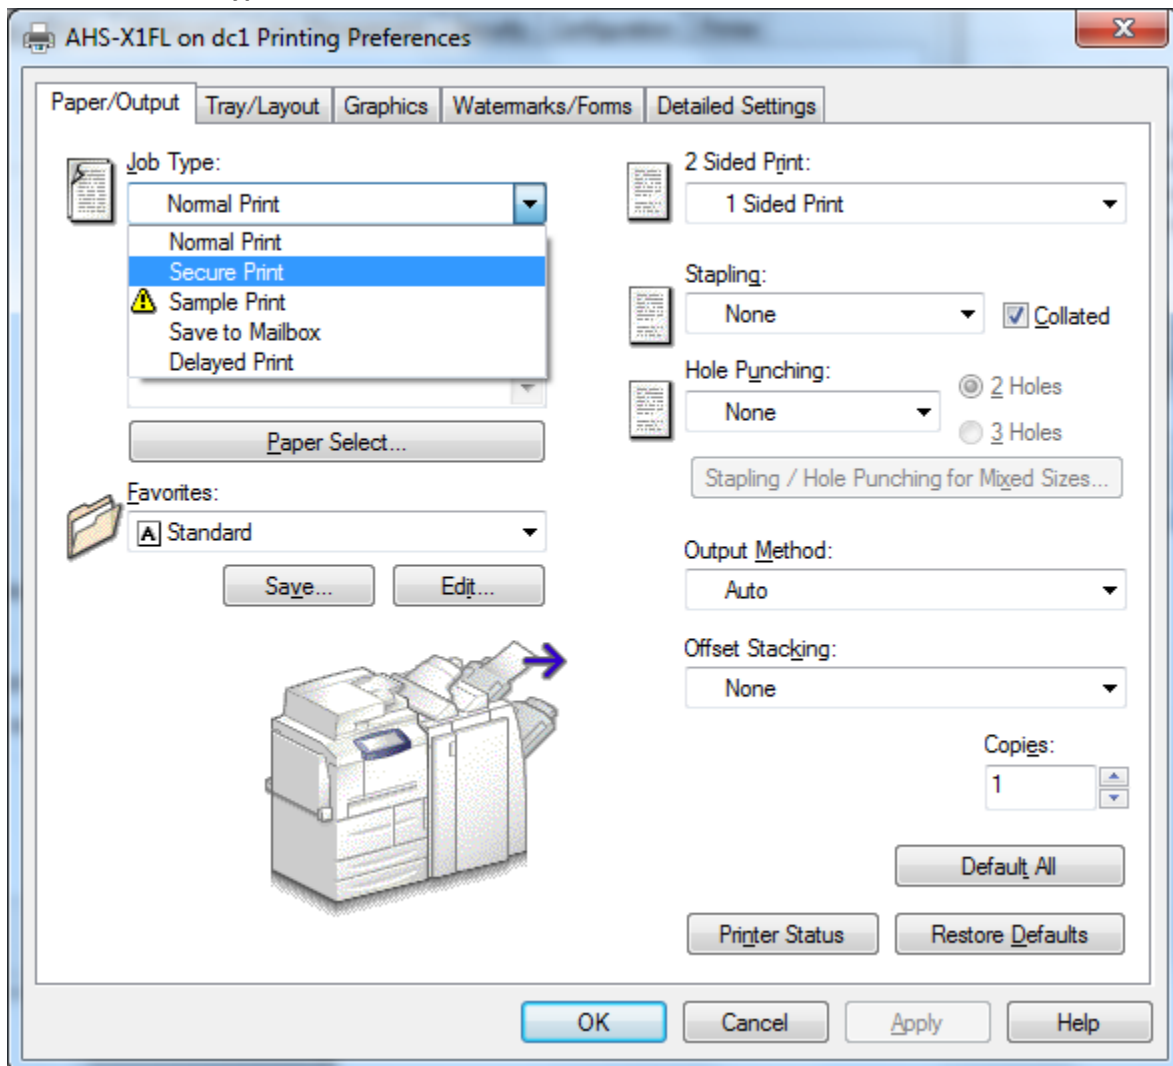 AHS-X1FL on dc1 Printing Preferences
Paper/Output Tray/Layout Graphics Watermarks/Forms Detailed Settings
Job Type:
Normal Print
Normal Print
Secure Print
Sample Print
Save to Mailbox
Delayed Print
Paper Select...
Favorites:
A Standard
Save... Edit...
2 Sided Print:
1 Sided Print
Stapling:
None
Collated
Hole Punching:
None
2 Holes
3 Holes
Stapling / Hole Punching for Mixed Sizes...
Output Method:
Auto
Offset Stacking:
None
Copies:
1
Default All
Printer Status Restore Defaults
OK Cancel Apply Help